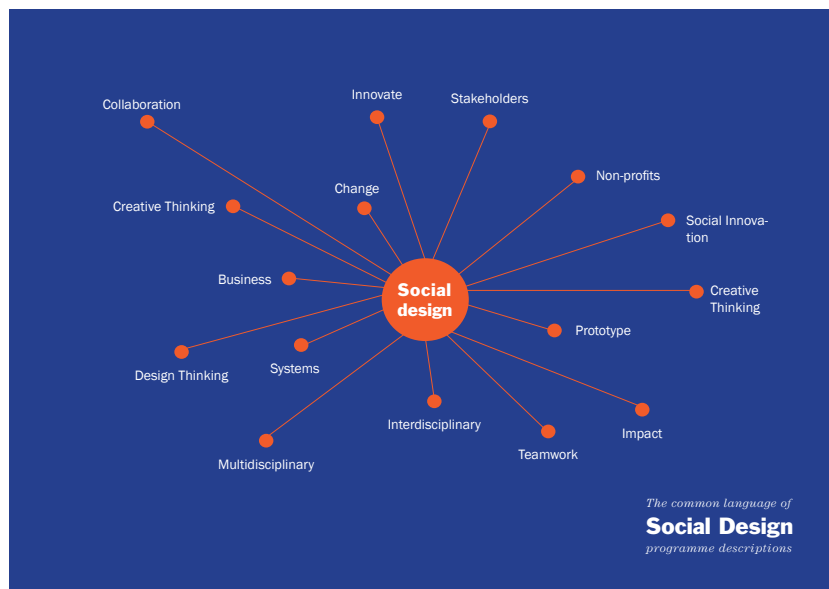 Innovate
Stakeholders
Collaboration
Non-profits
Change
Creative Thinking
Social Innova-
tion
Business
Social
design
Creative
Thinking
Prototype
Systems
Design Thinking
Interdisciplinary
Impact
Teamwork
Multidisciplinary
The common language of
Social Design
programme descriptions